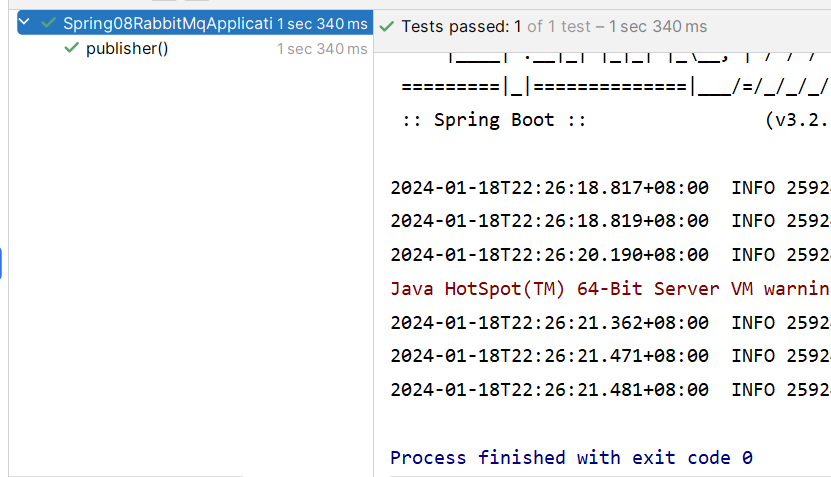 Spring08RabbitMqApplicati 1 sec 340 ms
publisher() 1 sec 340 ms
Tests passed: 1 of 1 test – 1 sec 340 ms
=========|_|==============|___/=/_/_/_/
:: Spring Boot :: (v3.2.
2024-01-18T22:26:18.817+08:00 INFO 2592
2024-01-18T22:26:18.819+08:00 INFO 2592
2024-01-18T22:26:20.190+08:00 INFO 2592
Java HotSpot(TM) 64-Bit Server VM warnin
2024-01-18T22:26:21.362+08:00 INFO 2592
2024-01-18T22:26:21.471+08:00 INFO 2592
2024-01-18T22:26:21.481+08:00 INFO 2592
Process finished with exit code 0